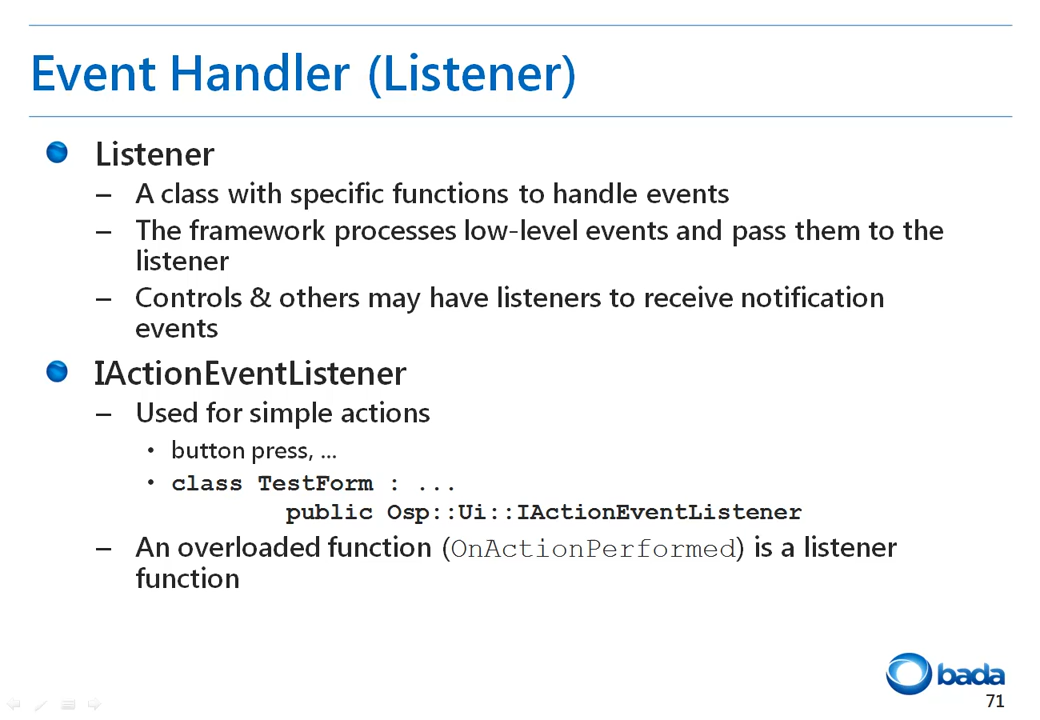 Event Handler (Listener)
Listener
– A class with specific functions to handle events
– The framework processes low-level events and pass them to the
listener
– Controls & others may have listeners to receive notification
events
IActionEventListener
– Used for simple actions
• button press, ...
• class TestForm : ...
public Osp::Ui::IActionEventListener
– An overloaded function (OnActionPerformed) is a listener
function
bada
71